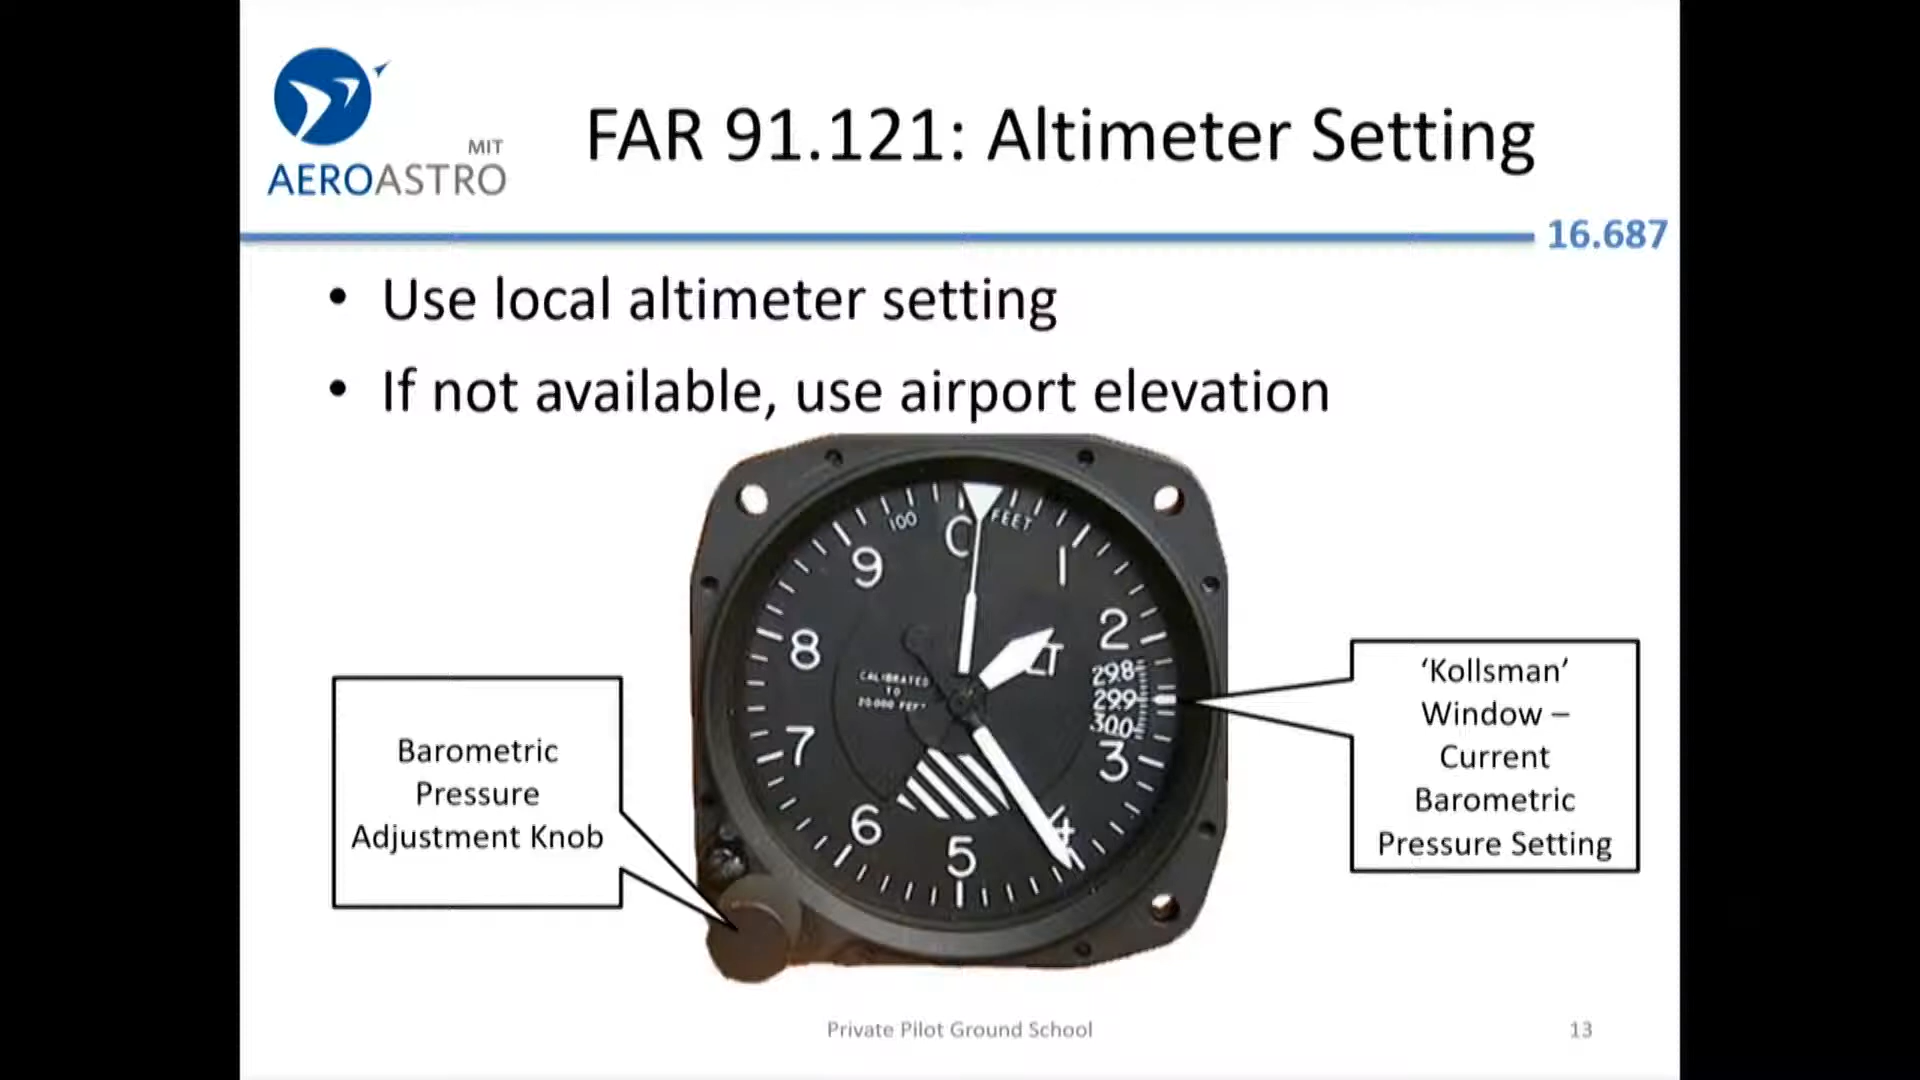 MIT
AEROASTRO
FAR 91.121: Altimeter Setting
16.687
• Use local altimeter setting
• If not available, use airport elevation
100 FEET
0
1
2
3
4
5
6
7
8
9
ALT
29.8
29.9
30.0
CALIBRATED
TO
20,000 FEET
Barometric
Pressure
Adjustment Knob
‘Kollsman’
Window –
Current
Barometric
Pressure Setting
Private Pilot Ground School
13